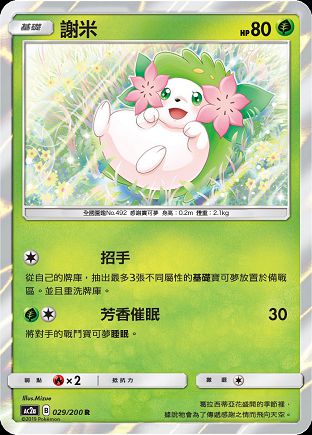 基礎 謝米 HP 80
全國圖鑑No.492 感謝寶可夢 身高：0.2m 體重：2.1kg
招手
從自己的牌庫，抽出最多3張不同屬性的基礎寶可夢放置於備戰
區。並且重洗牌庫。
芳香催眠 30
將對手的戰鬥寶可夢睡眠。
弱點 ×2 抵抗力 撤退
Illus.Mizue
AC2a B 029/200 R
©2019 Pokémon
葛拉西蒂亞花盛開的季節裡，
據說牠會為了傳遞感謝之情而飛向天空。